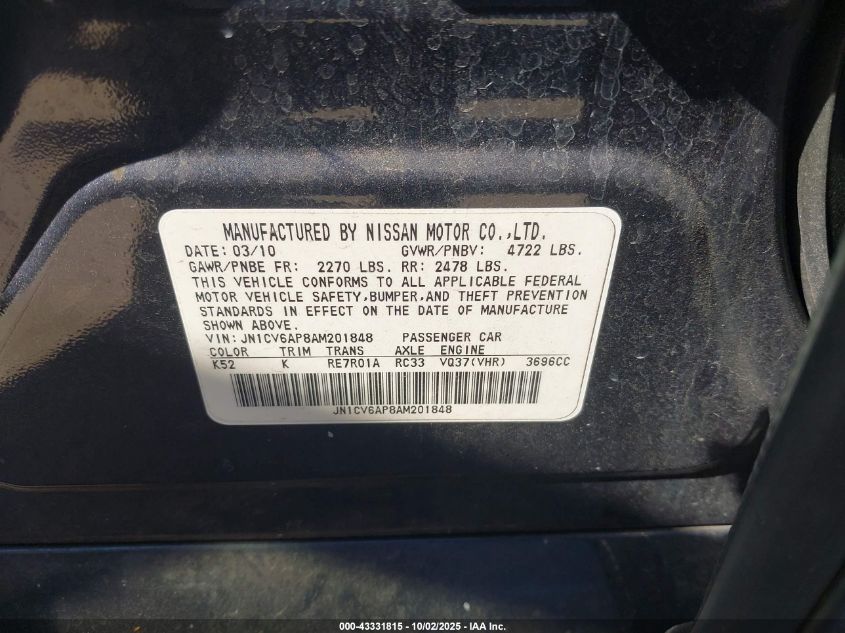 MANUFACTURED BY NISSAN MOTOR CO.,LTD.
DATE: 03/10 GVWR/PNBV: 4722 LBS.
GAWR/PNBE FR: 2270 LBS. RR: 2478 LBS.
THIS VEHICLE CONFORMS TO ALL APPLICABLE FEDERAL
MOTOR VEHICLE SAFETY,BUMPER,AND THEFT PREVENTION
STANDARDS IN EFFECT ON THE DATE OF MANUFACTURE
SHOWN ABOVE.
VIN: JN1CV6AP8AM201848 PASSENGER CAR
COLOR TRIM TRANS AXLE ENGINE
K52 K RE7R01A RC33 VQ37(VHR) 3696CC
JN1CV6AP8AM201848
000-43331815 - 10/02/2025 - IAA Inc.